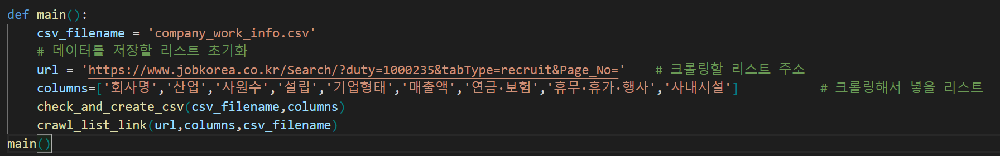 def main():
    csv_filename = 'company_work_info.csv'
    # 데이터를 저장할 리스트 초기화
    url = 'https://www.jobkorea.co.kr/Search/?duty=1000235&tabType=recruit&Page_No='    # 크롤링할 리스트 주소
    columns=['회사명','산업','사원수','설립','기업형태','매출액','연금·보험','휴무·휴가·행사','사내시설']           # 크롤링해서 넣을 리스트
    check_and_create_csv(csv_filename,columns)
    crawl_list_link(url,columns,csv_filename)
main()